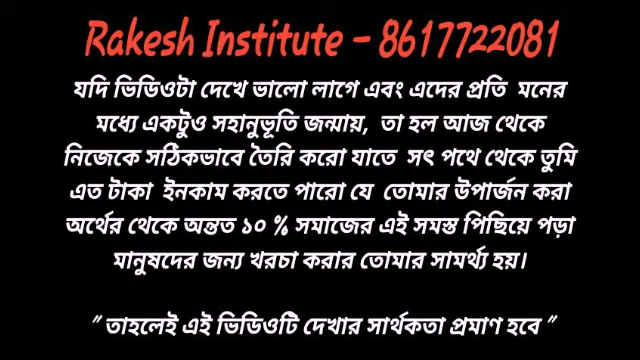 Rakesh Institute - 8617722081
যদি ভিডিওটা দেখে ভালো লাগে এবং এদের প্রতি মনের
মধ্যে একটুও সহানুভূতি জন্মায়, তা হল আজ থেকে
নিজেকে সঠিকভাবে তৈরি করো যাতে সৎ পথে থেকে তুমি
এত টাকা ইনকাম করতে পারো যে তোমার উপার্জন করা
অর্থের থেকে অন্তত ১০ % সমাজের এই সমস্ত পিছিয়ে পড়া
মানুষদের জন্য খরচা করার তোমার সামর্থ্য হয়।
" তাহলেই এই ভিডিওটি দেখার সার্থকতা প্রমাণ হবে "